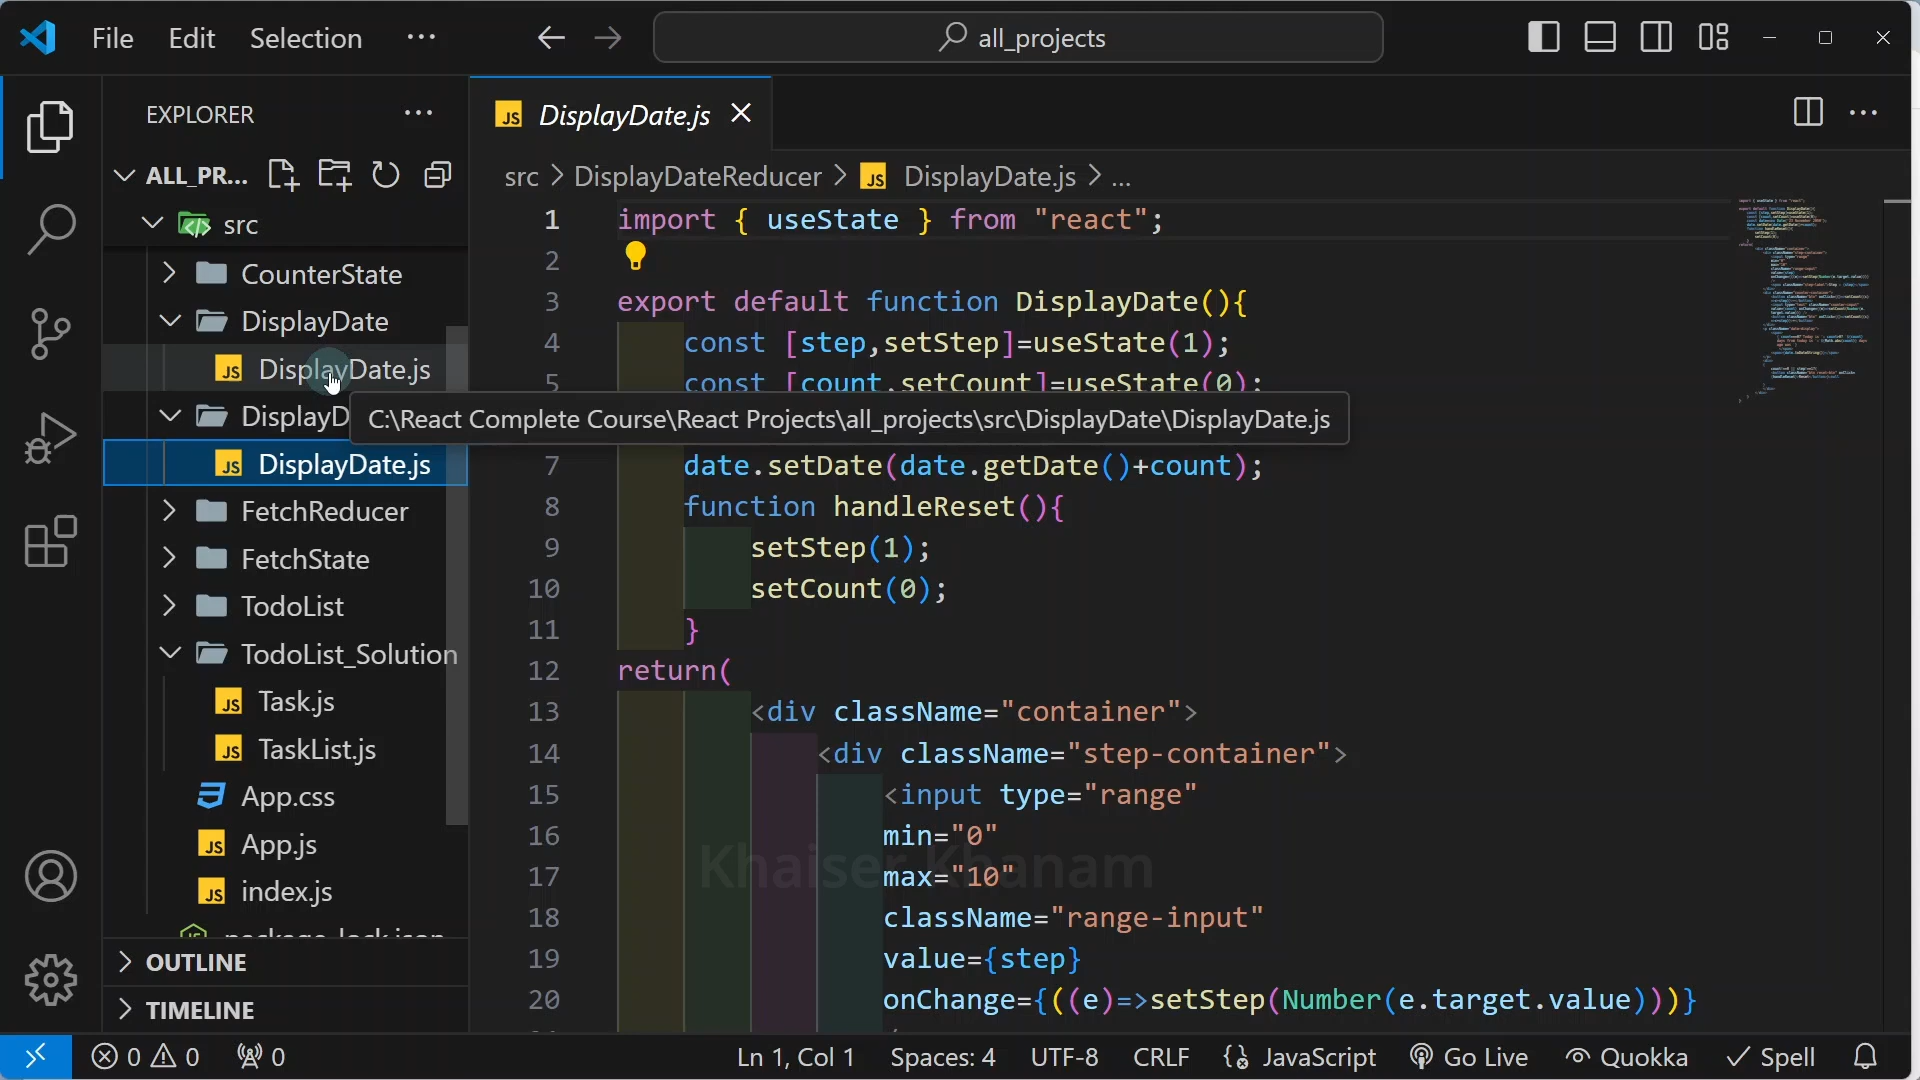 File Edit Selection ···
all_projects
EXPLORER ···
ALL_PR...
src
CounterState
DisplayDate
DisplayDate.js
DisplayD
DisplayDate.js
FetchReducer
FetchState
TodoList
TodoList_Solution
Task.js
TaskList.js
App.css
App.js
index.js
package-lock.json
OUTLINE
TIMELINE
DisplayDate.js
src > DisplayDateReducer > JS DisplayDate.js > ...
1 import { useState } from "react";
2
3 export default function DisplayDate(){
4 const [step,setStep]=useState(1);
5 const [count,setCount]=useState(0);
C:\React Complete Course\React Projects\all_projects\src\DisplayDate\DisplayDate.js
7 date.setDate(date.getDate()+count);
8 function handleReset(){
9 setStep(1);
10 setCount(0);
11 }
12 return(
13 <div className="container">
14 <div className="step-container">
15 <input type="range"
16 min="0"
17 max="10"
18 className="range-input"
19 value={step}
20 onChange={((e)=>setStep(Number(e.target.value)))}
Khaiser Khanam
0 0 0
Ln 1, Col 1 Spaces: 4 UTF-8 CRLF {} JavaScript Go Live Quokka Spell